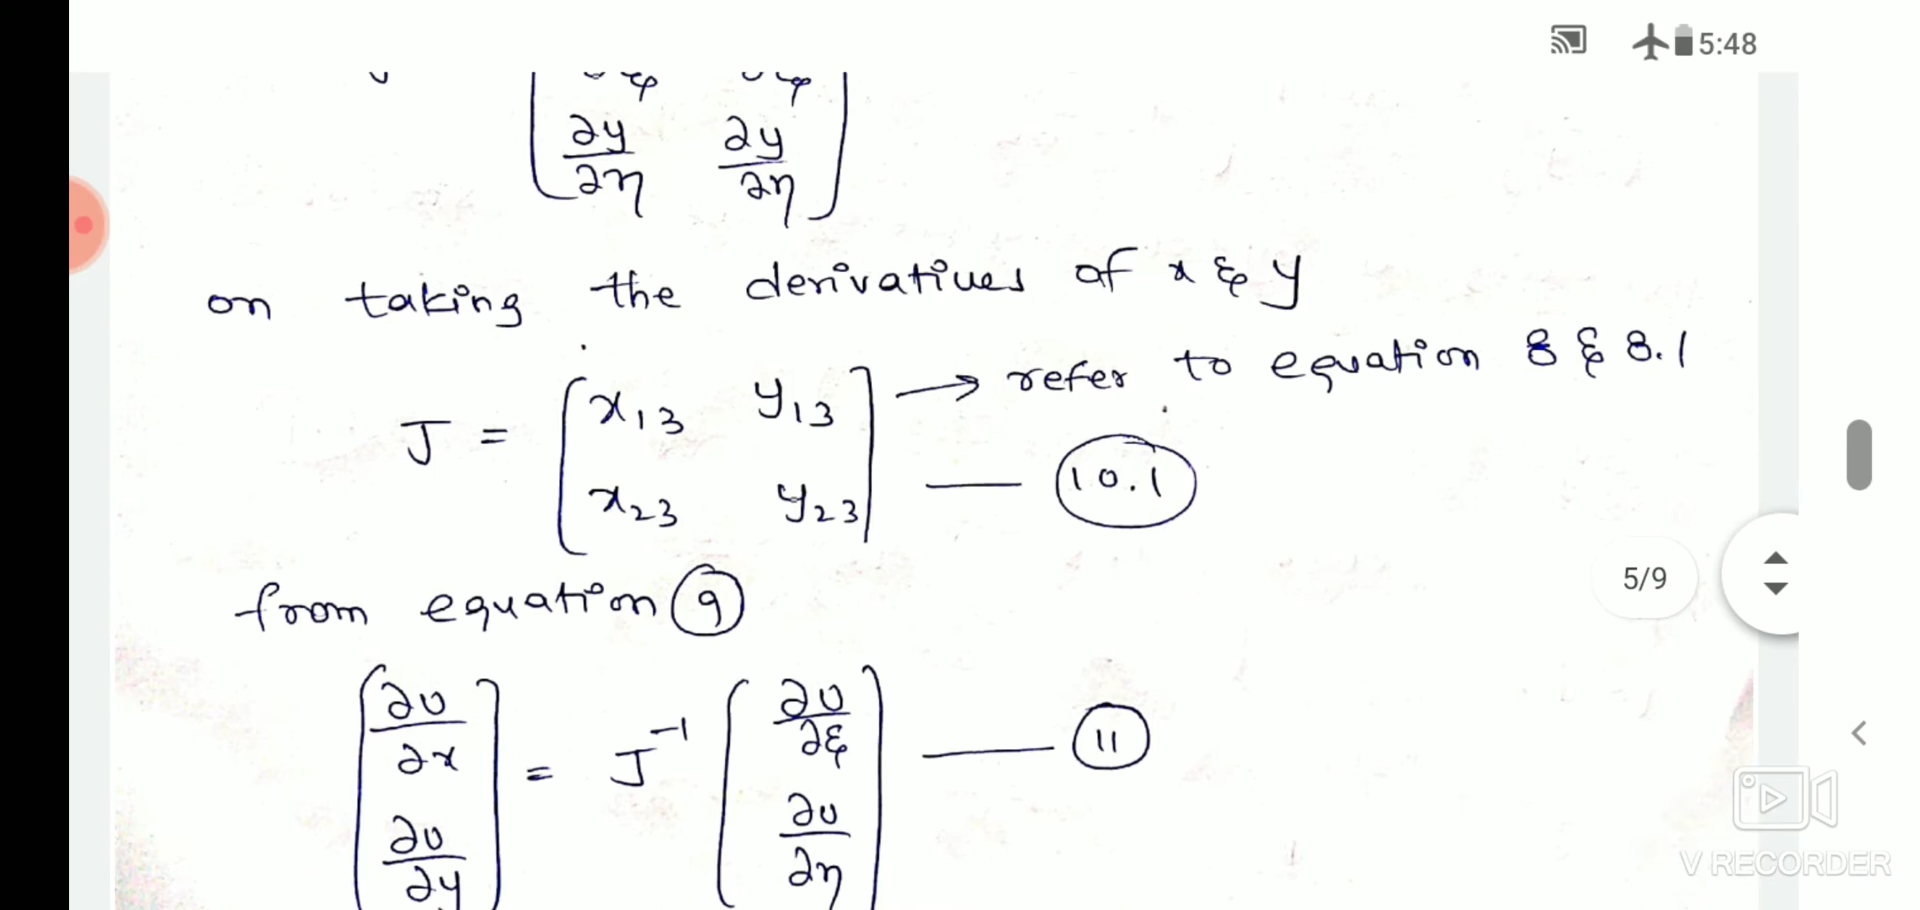 5:48
∂y/∂η ∂y/∂η
on taking the derivatives of x & y
J = [x₁₃ y₁₃ → refer to equation 8 & 8.1
x₂₃ y₂₃] — 10.1
5/9
from equation 9
[∂u/∂x ∂u/∂y] = J⁻¹ [∂u/∂ξ ∂u/∂η] — 11
V RECORDER